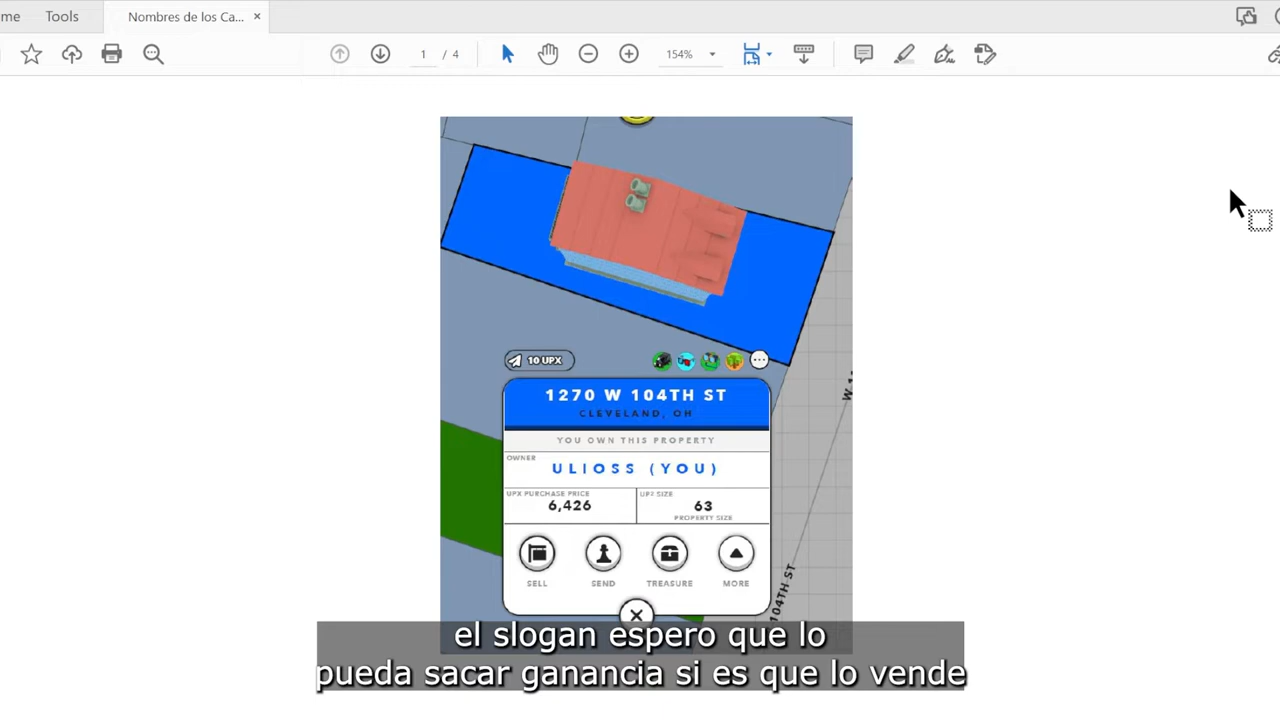 me
Tools
Nombres de los Ca...
1 / 4
154%
10 UPX
1270 W 104TH ST
CLEVELAND, OH
YOU OWN THIS PROPERTY
OWNER
ULIOSS (YOU)
UPX PURCHASE PRICE
6,426
UP² SIZE
63
PROPERTY SIZE
SELL
SEND
TREASURE
MORE
104TH ST
el slogan espero que lo
pueda sacar ganancia si es que lo vende